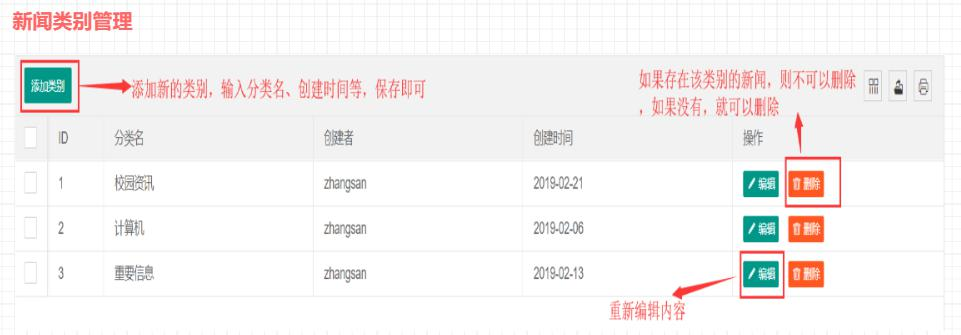 新闻类别管理
添加类别
添加新的类别，输入分类名、创建时间等，保存即可
如果存在该类别的新闻，则不可以删除
，如果没有，就可以删除
ID 分类名 创建者 创建时间 操作
1 校园资讯 zhangsan 2019-02-21 编辑 删除
2 计算机 zhangsan 2019-02-06 编辑 删除
3 重要信息 zhangsan 2019-02-13 编辑 删除
重新编辑内容